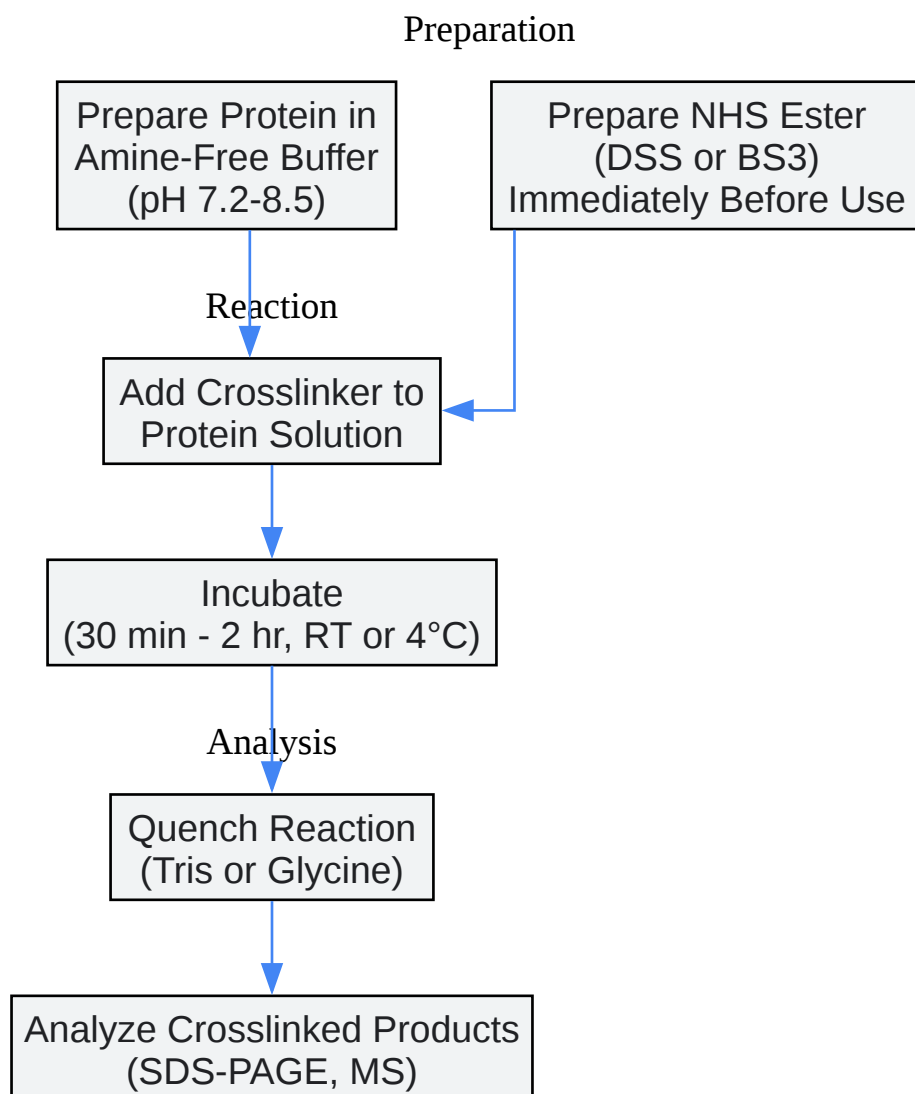 Preparation
Prepare Protein in
Amine-Free Buffer
(pH 7.2-8.5)
Prepare NHS Ester
(DSS or BS3)
Immediately Before Use
Reaction
Add Crosslinker to
Protein Solution
Incubate
(30 min - 2 hr, RT or 4°C)
Analysis
Quench Reaction
(Tris or Glycine)
Analyze Crosslinked Products
(SDS-PAGE, MS)